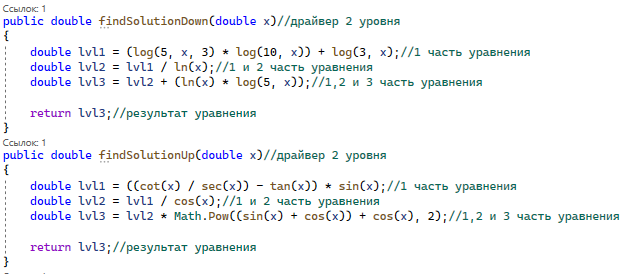 Ссылок: 1
public double findSolutionDown(double x)//драйвер 2 уровня
{
    double lvl1 = (log(5, x, 3) * log(10, x)) + log(3, x);//1 часть уравнения
    double lvl2 = lvl1 / ln(x);//1 и 2 часть уравнения
    double lvl3 = lvl2 + (ln(x) * log(5, x));//1,2 и 3 часть уравнения
    return lvl3;//результат уравнения
}
Ссылок: 1
public double findSolutionUp(double x)//драйвер 2 уровня
{
    double lvl1 = ((cot(x) / sec(x)) - tan(x)) * sin(x);//1 часть уравнения
    double lvl2 = lvl1 / cos(x);//1 и 2 часть уравнения
    double lvl3 = lvl2 * Math.Pow((sin(x) + cos(x)) + cos(x), 2);//1,2 и 3 часть уравнения
    return lvl3;//результат уравнения
}